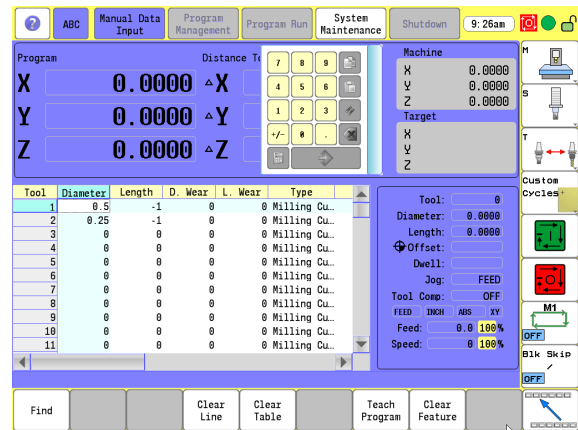 ? ABC Manual Data Input Program Management Program Run System Maintenance Shutdown 9:26am
Program Distance To Machine
X 0.0000 ▵X X 0.0000
Y 0.0000
Z 0.0000
Y 0.0000 ▵Y Target
X
Y
Z 0.0000 ▵Z Z
7 8 9
4 5 6
1 2 3
+/- 0 .
M
S
T
Custom Cycles+
Tool Diameter Length D. Wear L. Wear Type
1 0.5 -1 0 0 Milling Cu…
2 0.25 -1 0 0 Milling Cu…
3 0 0 0 0 Milling Cu…
4 0 0 0 0 Milling Cu…
5 0 0 0 0 Milling Cu…
6 0 0 0 0 Milling Cu…
7 0 0 0 0 Milling Cu…
8 0 0 0 0 Milling Cu…
9 0 0 0 0 Milling Cu…
10 0 0 0 0 Milling Cu…
11 0 0 0 0 Milling Cu…
Tool: 0
Diameter: 0.0000
Length: 0.0000
Offset:
Dwell:
Jog: FEED
Tool Comp: OFF
FEED INCH ABS XY
Feed: 0.0 100%
Speed: 0 100%
M1
OFF
Blk Skip
/
OFF
Find Clear Line Clear Table Teach Program Clear Feature